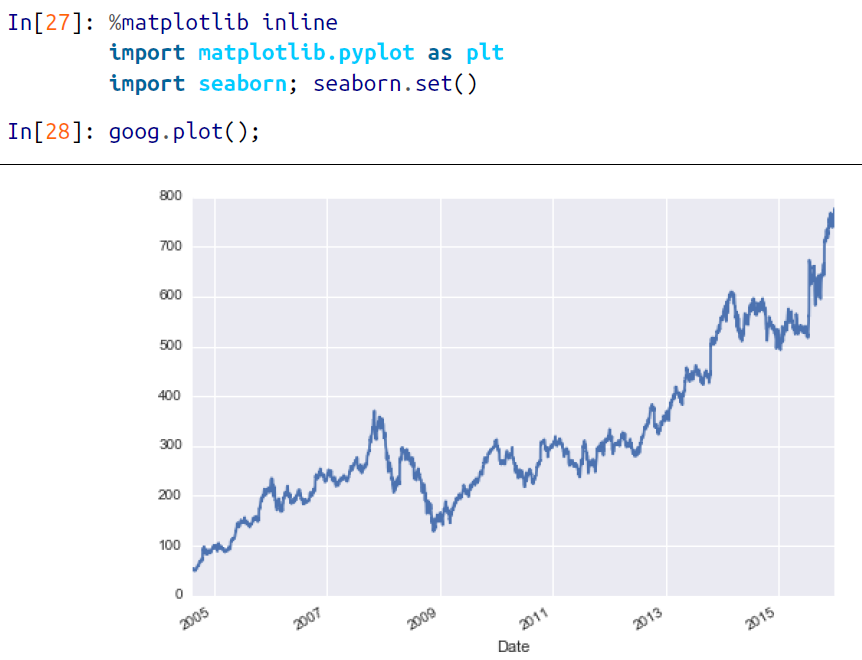 In[27]: %matplotlib inline
import matplotlib.pyplot as plt
import seaborn; seaborn.set()
In[28]: goog.plot();
800
700
600
500
400
300
200
100
0
2005 2007 2009 2011 2013 2015
Date